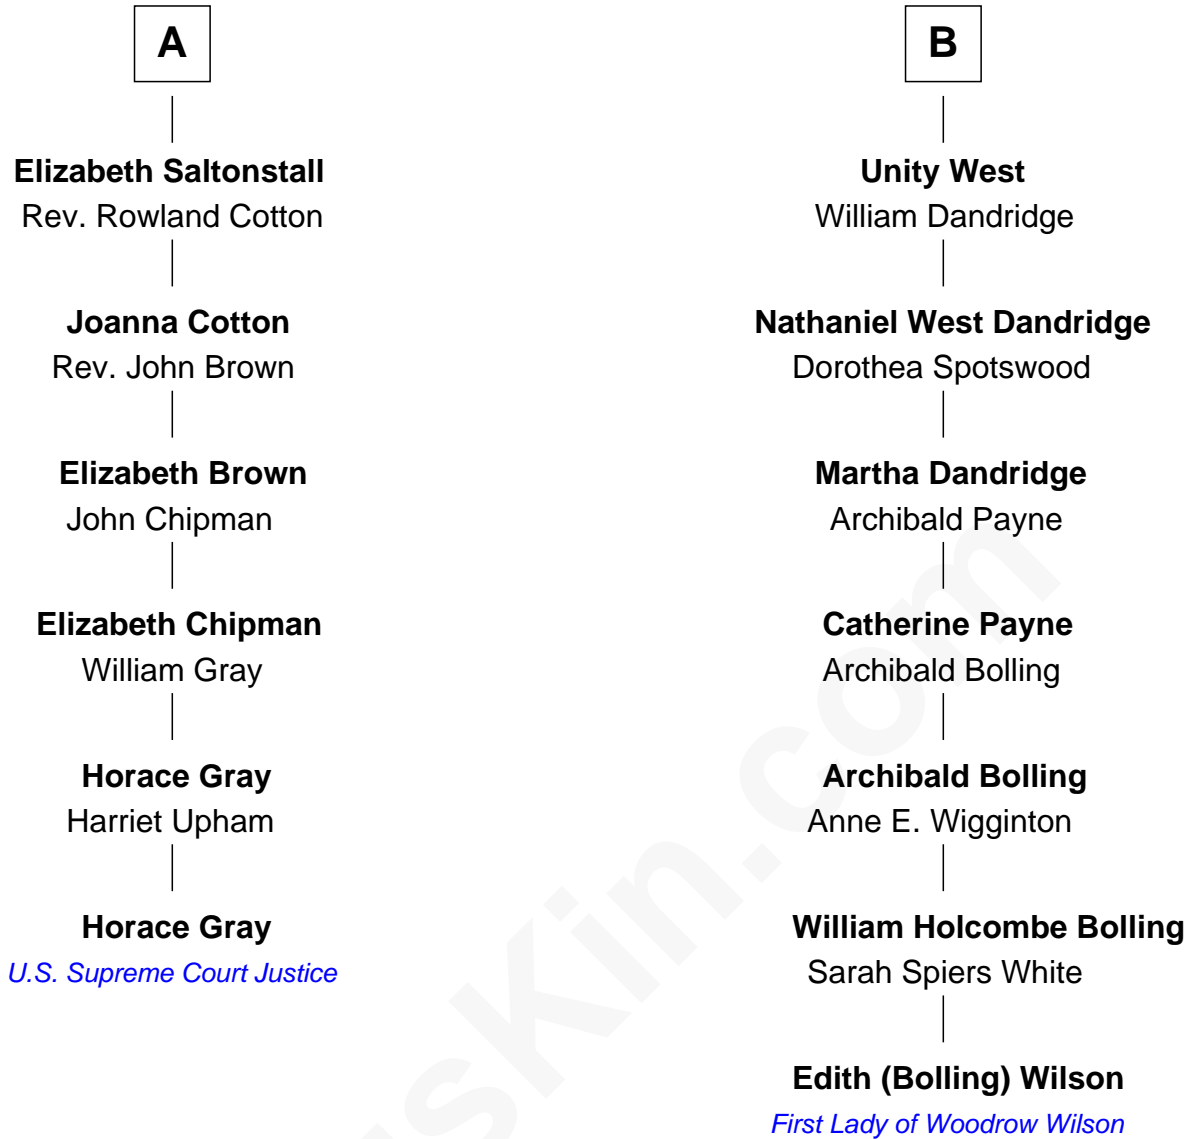 A
Elizabeth Saltonstall
Rev. Rowland Cotton
Joanna Cotton
Rev. John Brown
Elizabeth Brown
John Chipman
Elizabeth Chipman
William Gray
Horace Gray
Harriet Upham
Horace Gray
U.S. Supreme Court Justice
B
Unity West
William Dandridge
Nathaniel West Dandridge
Dorothea Spotswood
Martha Dandridge
Archibald Payne
Catherine Payne
Archibald Bolling
Archibald Bolling
Anne E. Wigginton
William Holcombe Bolling
Sarah Spiers White
Edith (Bolling) Wilson
First Lady of Woodrow Wilson
sKin.com